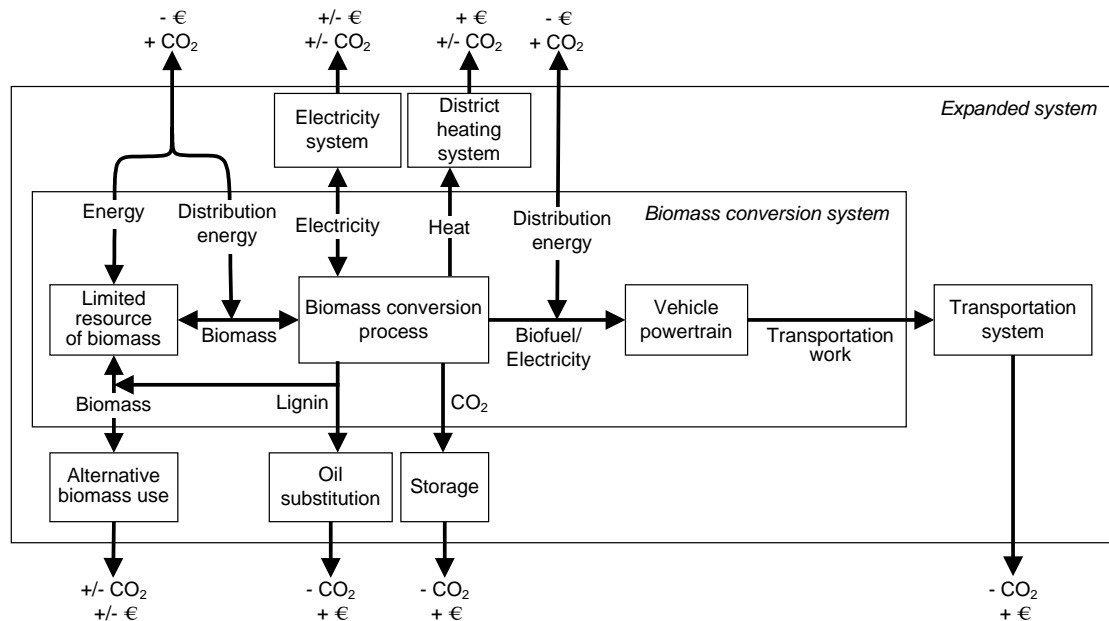 - €
+ CO₂
+/- €
+/- CO₂
+ €
+/- CO₂
- €
+ CO₂
Expanded system
Electricity
system
District
heating
system
Biomass conversion system
Energy
Distribution
energy
Electricity
Heat
Distribution
energy
Limited
resource
of biomass
Biomass
Biomass conversion
process
Biofuel/
Electricity
Vehicle
powertrain
Transportation
work
Transportation
system
Biomass
Lignin
CO₂
Alternative
biomass use
Oil
substitution
Storage
+/- CO₂
+/- €
- CO₂
+ €
- CO₂
+ €
- CO₂
+ €